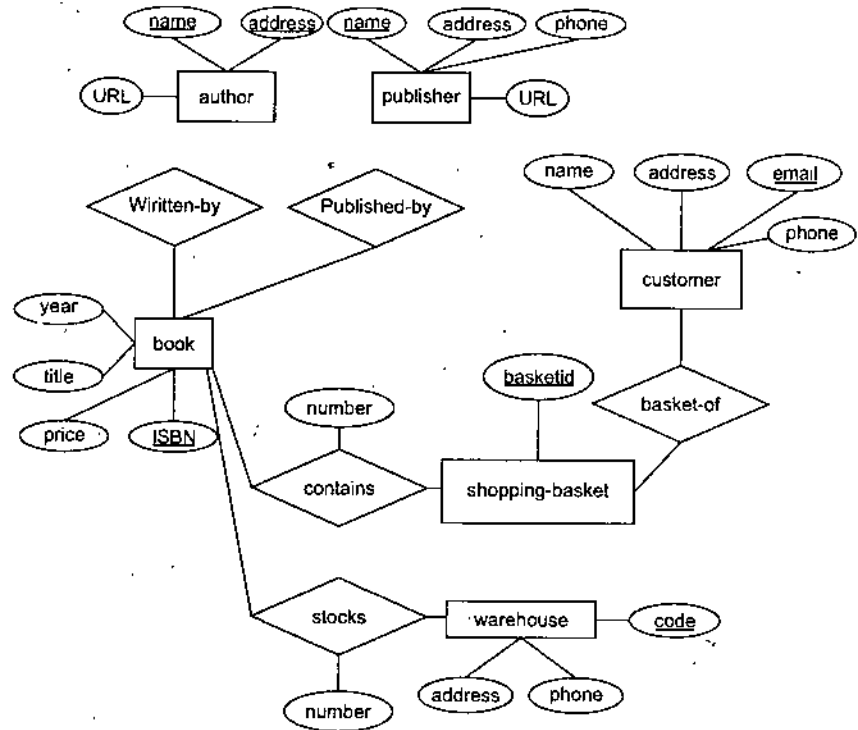 name
address
name
address
phone
URL
author
publisher
URL
Wiritten-by
Published-by
name
address
email
phone
customer
year
book
title
price
ISBN
number
basketid
basket-of
contains
shopping-basket
stocks
warehouse
code
address
phone
number